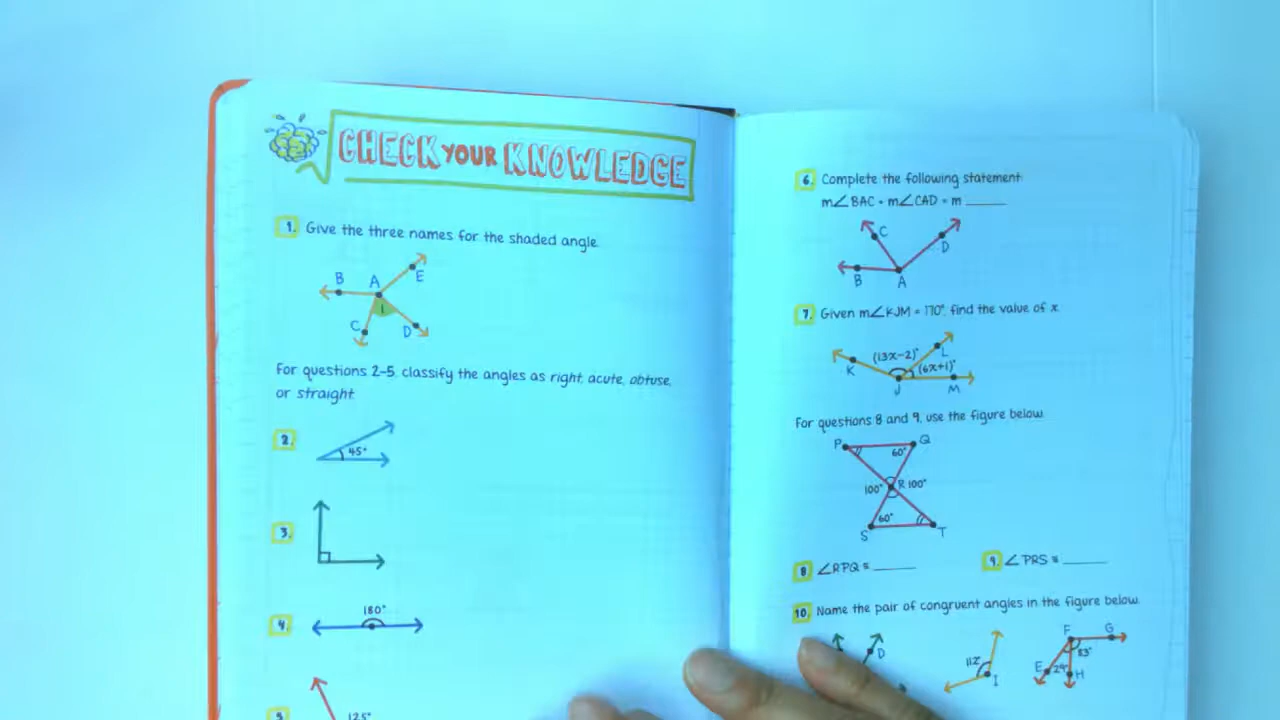 CHECK YOUR KNOWLEDGE
1. Give the three names for the shaded angle.
B A E
1
C D
For questions 2–5, classify the angles as right, acute, obtuse,
or straight.
2. 45°
3.
4. 180°
125°
6. Complete the following statement:
m∠BAC + m∠CAD = m
C D
B A
7. Given m∠KJM = 170°, find the value of x.
(13x−2)° L
K (6x+1)°
J M
For questions 8 and 9, use the figure below.
P Q
60°
100° R 100°
60°
S T
8. ∠RPQ ≅
9. ∠PRS ≅
10. Name the pair of congruent angles in the figure below.
D
112° I
F G
83°
E 29° H